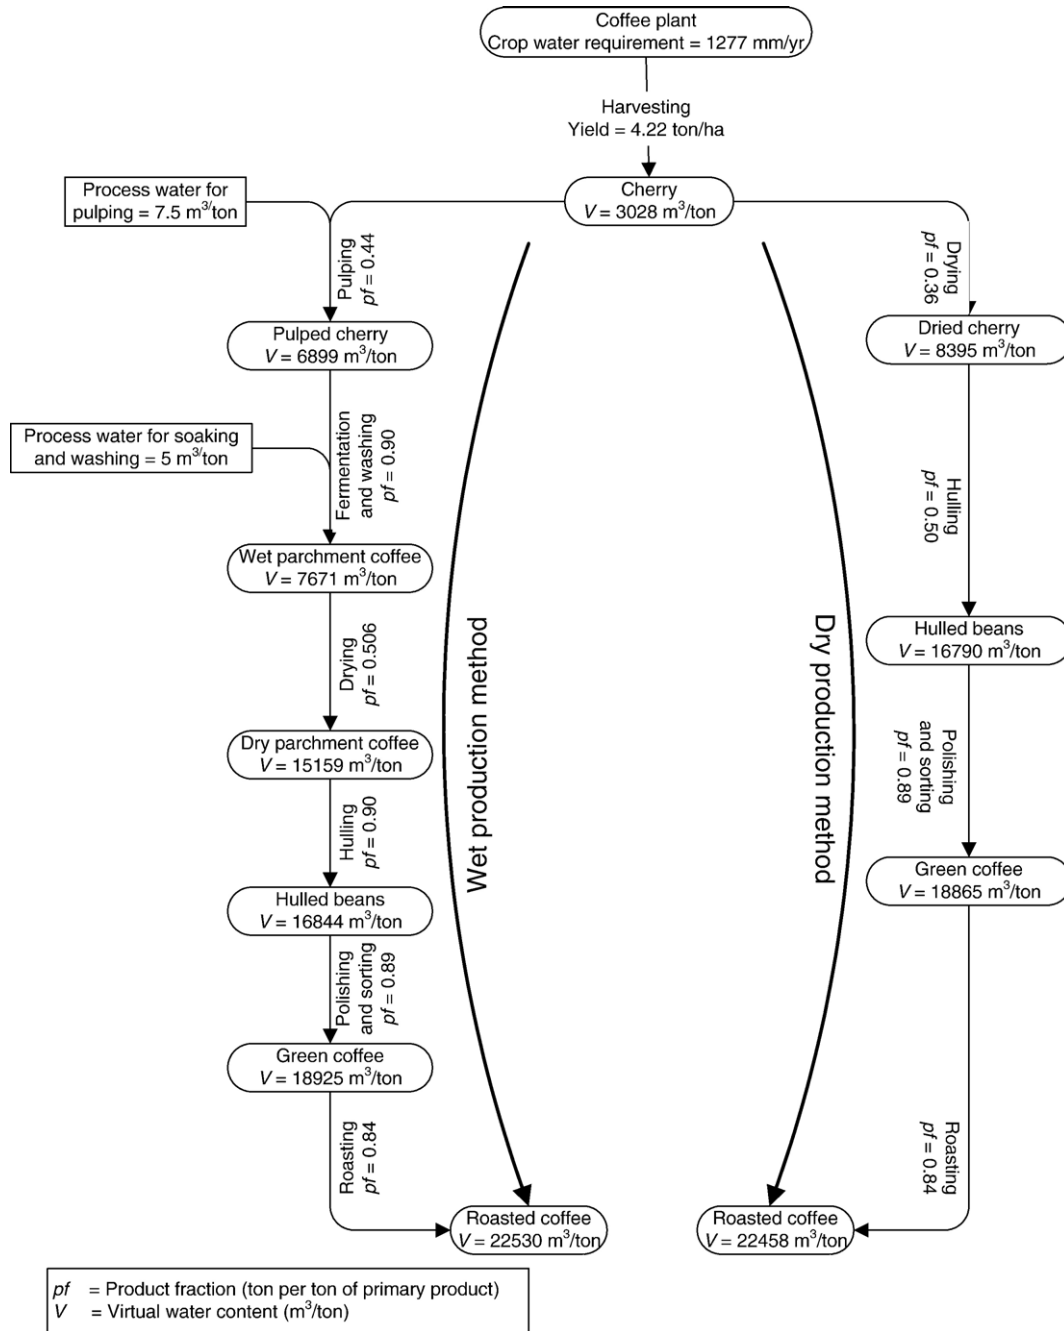 Coffee plant
Crop water requirement = 1277 mm/yr
Harvesting
Yield = 4.22 ton/ha
Process water for
pulping = 7.5 m³/ton
Cherry
V = 3028 m³/ton
Pulping
pf = 0.44
Pulped cherry
V = 6899 m³/ton
Process water for soaking
and washing = 5 m³/ton
Fermentation
and washing
pf = 0.90
Wet parchment coffee
V = 7671 m³/ton
Drying
pf = 0.506
Dry parchment coffee
V = 15159 m³/ton
Hulling
pf = 0.90
Hulled beans
V = 16844 m³/ton
Polishing
and sorting
pf = 0.89
Green coffee
V = 18925 m³/ton
Roasting
pf = 0.84
Roasted coffee
V = 22530 m³/ton
Wet production method
Dry production method
Drying
pf = 0.36
Dried cherry
V = 8395 m³/ton
Hulling
pf = 0.50
Hulled beans
V = 16790 m³/ton
Polishing
and sorting
pf = 0.89
Green coffee
V = 18865 m³/ton
Roasting
pf = 0.84
Roasted coffee
V = 22458 m³/ton
pf = Product fraction (ton per ton of primary product)
V = Virtual water content (m³/ton)